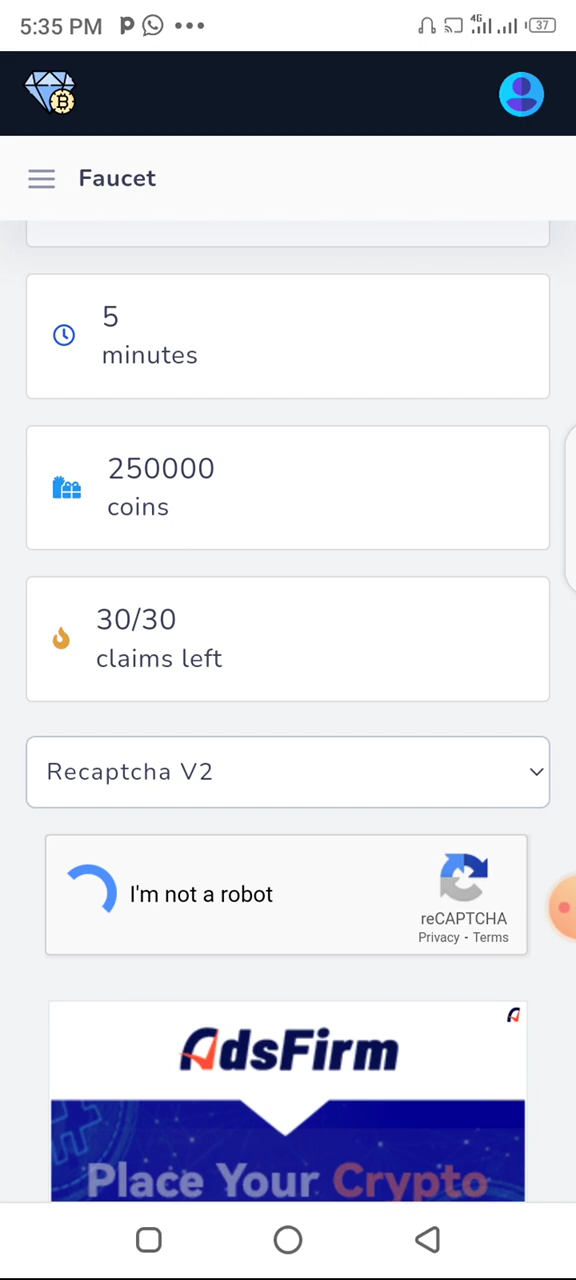 5:35 PM
4G
37
Faucet
5
minutes
250000
coins
30/30
claims left
Recaptcha V2
I'm not a robot
reCAPTCHA
Privacy - Terms
AdsFirm
Place Your Crypto